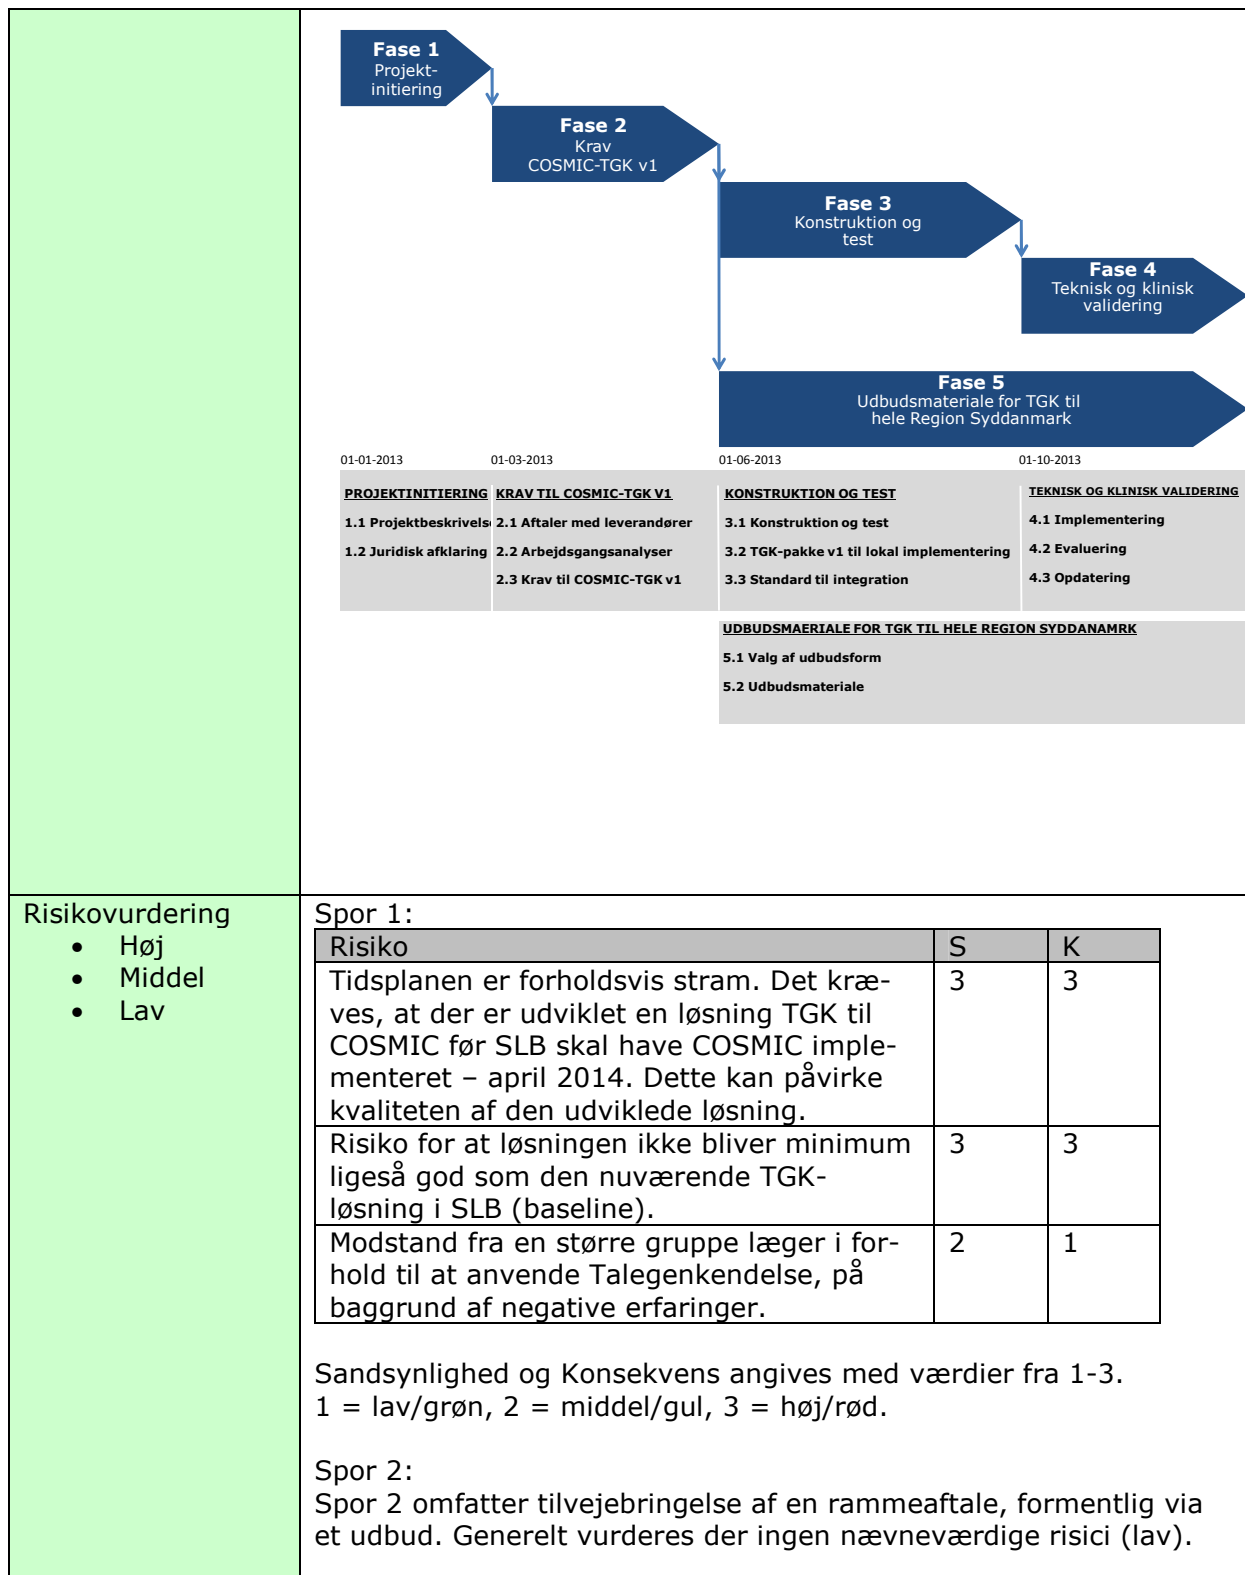 Fase 1
Projekt-
initiering
Fase 2
Krav
COSMIC-TGK v1
Fase 3
Konstruktion og
test
Fase 4
Teknisk og klinisk
validering
Fase 5
Udbudsmateriale for TGK til
hele Region Syddanmark
01-01-2013 01-03-2013 01-06-2013 01-10-2013
PROJEKTINITIERING
1.1 Projektbeskrivels
1.2 Juridisk afklaring
KRAV TIL COSMIC-TGK V1
2.1 Aftaler med leverandører
2.2 Arbejdsgangsanalyser
2.3 Krav til COSMIC-TGK v1
KONSTRUKTION OG TEST
3.1 Konstruktion og test
3.2 TGK-pakke v1 til lokal implementering
3.3 Standard til integration
TEKNISK OG KLINISK VALIDERING
4.1 Implementering
4.2 Evaluering
4.3 Opdatering
UDBUDSMAERIALE FOR TGK TIL HELE REGION SYDDANAMRK
5.1 Valg af udbudsform
5.2 Udbudsmateriale
Risikovurdering
• Høj
• Middel
• Lav
Spor 1:
Risiko S K
Tidsplanen er forholdsvis stram. Det kræ- 3 3
ves, at der er udviklet en løsning TGK til
COSMIC før SLB skal have COSMIC imple-
menteret – april 2014. Dette kan påvirke
kvaliteten af den udviklede løsning.
Risiko for at løsningen ikke bliver minimum 3 3
ligeså god som den nuværende TGK-
løsning i SLB (baseline).
Modstand fra en større gruppe læger i for- 2 1
hold til at anvende Talegenkendelse, på
baggrund af negative erfaringer.
Sandsynlighed og Konsekvens angives med værdier fra 1-3.
1 = lav/grøn, 2 = middel/gul, 3 = høj/rød.
Spor 2:
Spor 2 omfatter tilvejebringelse af en rammeaftale, formentlig via
et udbud. Generelt vurderes der ingen nævneværdige risici (lav).